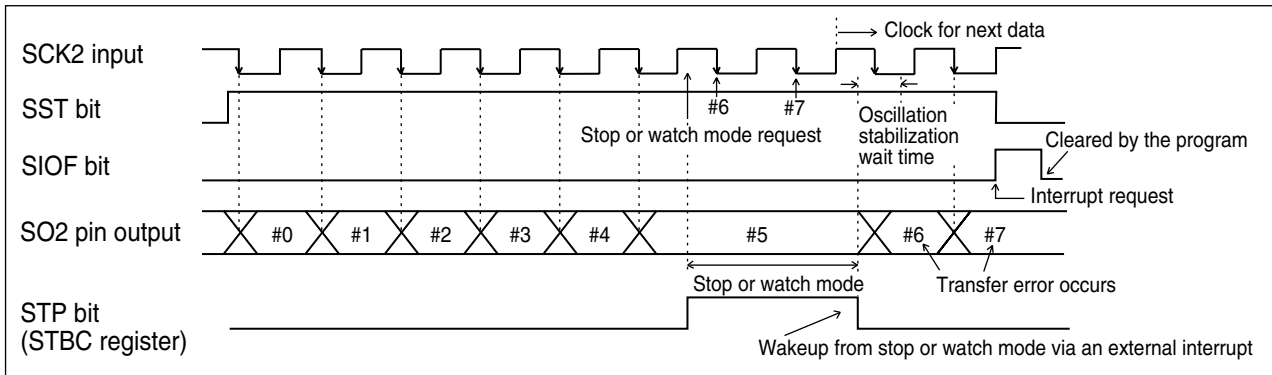 Clock for next data
SCK2 input
SST bit
#6
#7
Stop or watch mode request
Oscillation
stabilization
wait time
Cleared by the program
SIOF bit
Interrupt request
SO2 pin output
#0
#1
#2
#3
#4
#5
#6
#7
Stop or watch mode
Transfer error occurs
STP bit
(STBC register)
Wakeup from stop or watch mode via an external interrupt